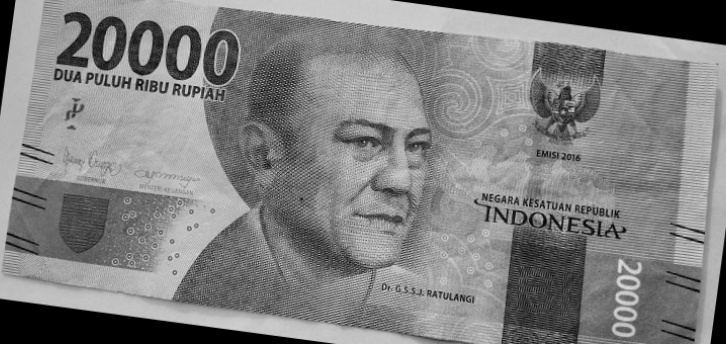 20000
DUA PULUH RIBU RUPIAH
GUBERNUR
MENTERI KEUANGAN
EMISI 2016
NEGARA KESATUAN REPUBLIK
INDONESIA
Dr. G.S.S.J. RATULANGI
20000